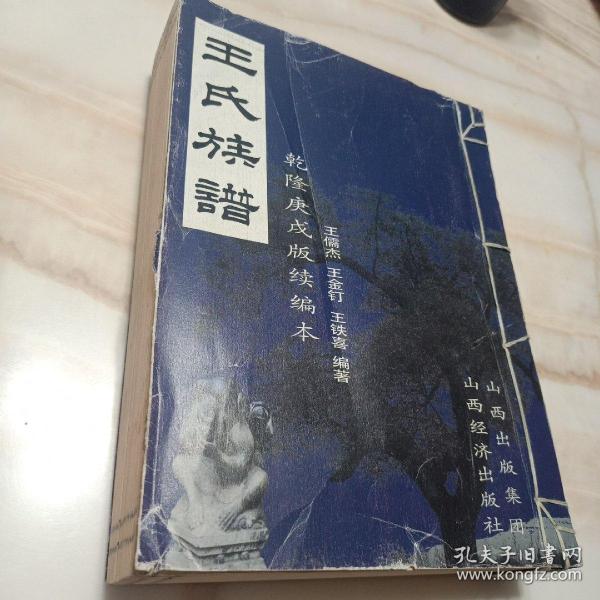 王氏族譜
乾隆庚戌版续编本
王儒杰 王金钉 王铁喜 编著
山西出版集团
山西经济出版社
孔夫子旧書网
www.kongfz.com